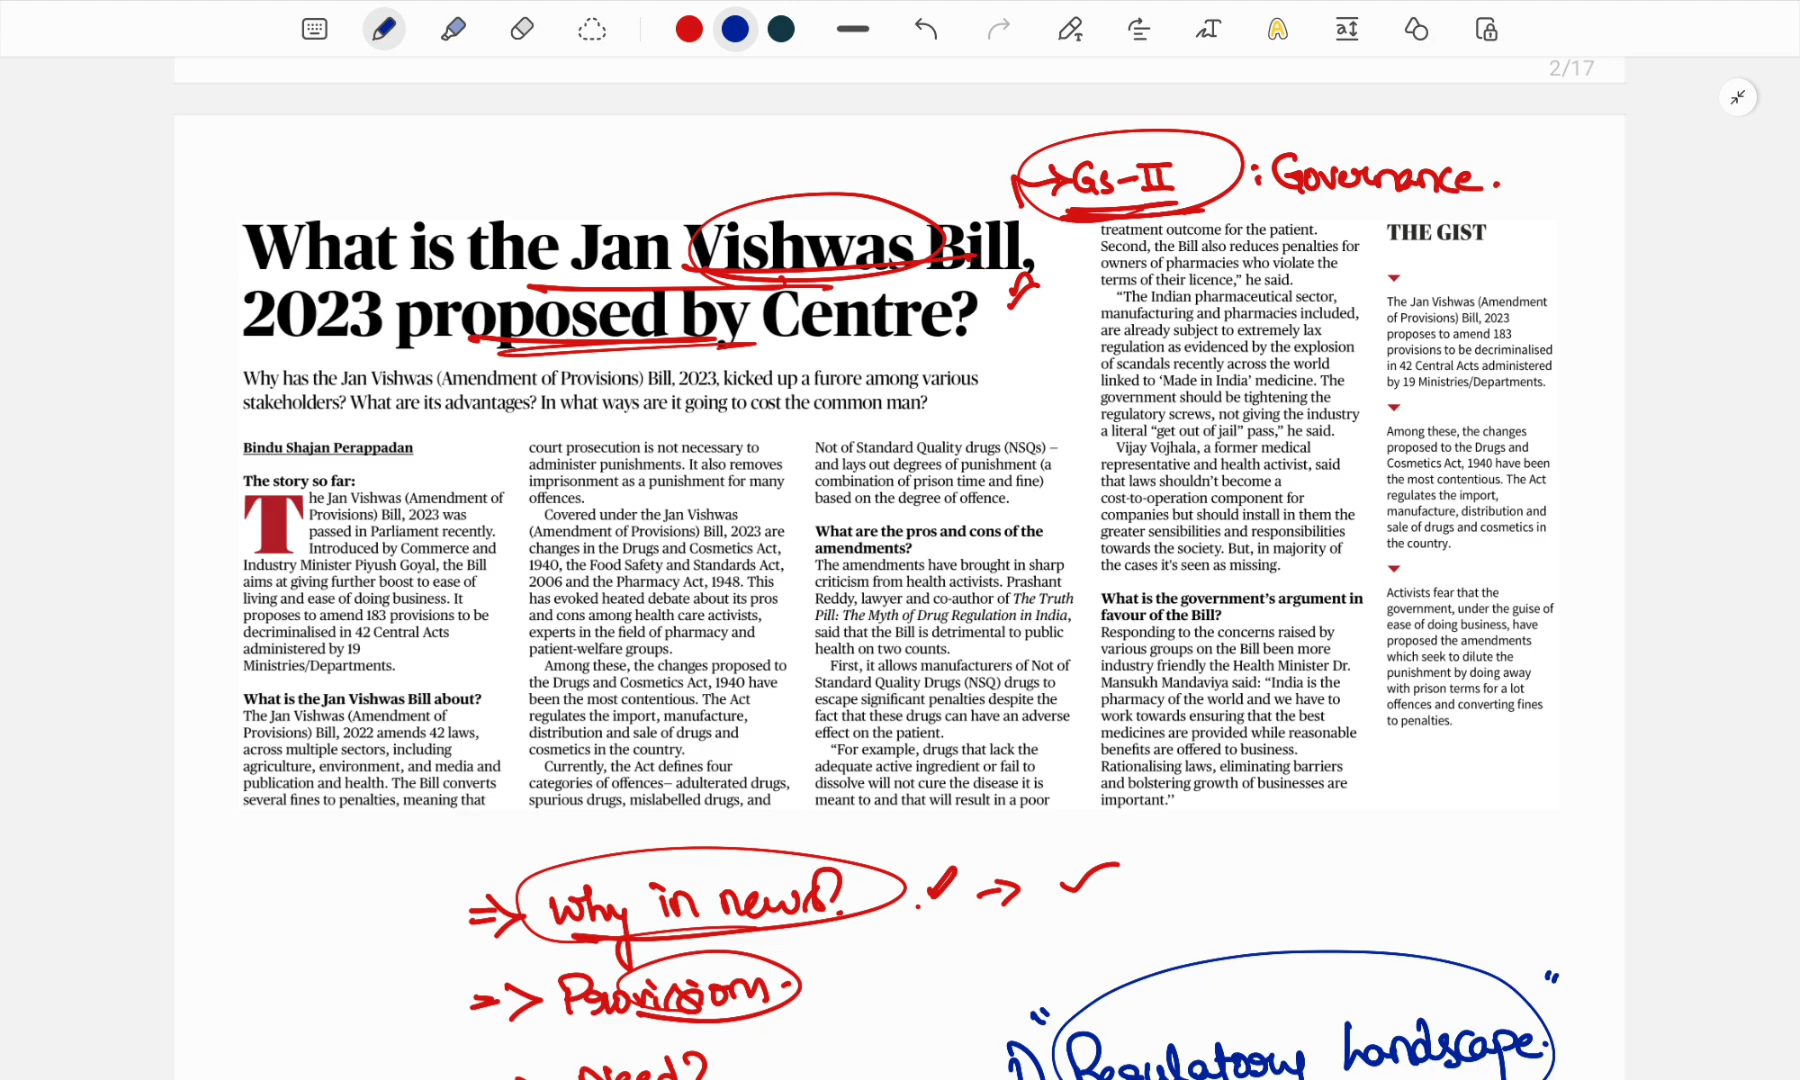 2/17
→ GS-II : Governance.
What is the Jan Vishwas Bill,
2023 proposed by Centre?
Why has the Jan Vishwas (Amendment of Provisions) Bill, 2023, kicked up a furore among various
stakeholders? What are its advantages? In what ways are it going to cost the common man?
Bindu Shajan Perappadan
The story so far:
The Jan Vishwas (Amendment of
Provisions) Bill, 2023 was
passed in Parliament recently.
Introduced by Commerce and
Industry Minister Piyush Goyal, the Bill
aims at giving further boost to ease of
living and ease of doing business. It
proposes to amend 183 provisions to be
decriminalised in 42 Central Acts
administered by 19
Ministries/Departments.
What is the Jan Vishwas Bill about?
The Jan Vishwas (Amendment of
Provisions) Bill, 2022 amends 42 laws,
across multiple sectors, including
agriculture, environment, and media and
publication and health. The Bill converts
several fines to penalties, meaning that
court prosecution is not necessary to
administer punishments. It also removes
imprisonment as a punishment for many
offences.
Covered under the Jan Vishwas
(Amendment of Provisions) Bill, 2023 are
changes in the Drugs and Cosmetics Act,
1940, the Food Safety and Standards Act,
2006 and the Pharmacy Act, 1948. This
has evoked heated debate about its pros
and cons among health care activists,
experts in the field of pharmacy and
patient-welfare groups.
Among these, the changes proposed to
the Drugs and Cosmetics Act, 1940 have
been the most contentious. The Act
regulates the import, manufacture,
distribution and sale of drugs and
cosmetics in the country.
Currently, the Act defines four
categories of offences— adulterated drugs,
spurious drugs, mislabelled drugs, and
Not of Standard Quality drugs (NSQs) —
and lays out degrees of punishment (a
combination of prison time and fine)
based on the degree of offence.
What are the pros and cons of the
amendments?
The amendments have brought in sharp
criticism from health activists. Prashant
Reddy, lawyer and co-author of The Truth
Pill: The Myth of Drug Regulation in India,
said that the Bill is detrimental to public
health on two counts.
First, it allows manufacturers of Not of
Standard Quality Drugs (NSQ) drugs to
escape significant penalties despite the
fact that these drugs can have an adverse
effect on the patient.
“For example, drugs that lack the
adequate active ingredient or fail to
dissolve will not cure the disease it is
meant to and that will result in a poor
treatment outcome for the patient.
Second, the Bill also reduces penalties for
owners of pharmacies who violate the
terms of their licence,” he said.
“The Indian pharmaceutical sector,
manufacturing and pharmacies included,
are already subject to extremely lax
regulation as evidenced by the explosion
of scandals recently across the world
linked to ‘Made in India’ medicine. The
government should be tightening the
regulatory screws, not giving the industry
a literal “get out of jail” pass,” he said.
Vijay Vojhala, a former medical
representative and health activist, said
that laws shouldn’t become a
cost-to-operation component for
companies but should install in them the
greater sensibilities and responsibilities
towards the society. But, in majority of
the cases it’s seen as missing.
What is the government’s argument in
favour of the Bill?
Responding to the concerns raised by
various groups on the Bill been more
industry friendly the Health Minister Dr.
Mansukh Mandaviya said: “India is the
pharmacy of the world and we have to
work towards ensuring that the best
medicines are provided while reasonable
benefits are offered to business.
Rationalising laws, eliminating barriers
and bolstering growth of businesses are
important.’’
THE GIST
The Jan Vishwas (Amendment
of Provisions) Bill, 2023
proposes to amend 183
provisions to be decriminalised
in 42 Central Acts administered
by 19 Ministries/Departments.
Among these, the changes
proposed to the Drugs and
Cosmetics Act, 1940 have been
the most contentious. The Act
regulates the import,
manufacture, distribution and
sale of drugs and cosmetics in
the country.
Activists fear that the
government, under the guise of
ease of doing business, have
proposed the amendments
which seek to dilute the
punishment by doing away
with prison terms for a lot
offences and converting fines
to penalties.
⇒ Why in news? . ✓ → ✓
⇒ Provision.
Need?
1) "Regulatory Landscape."